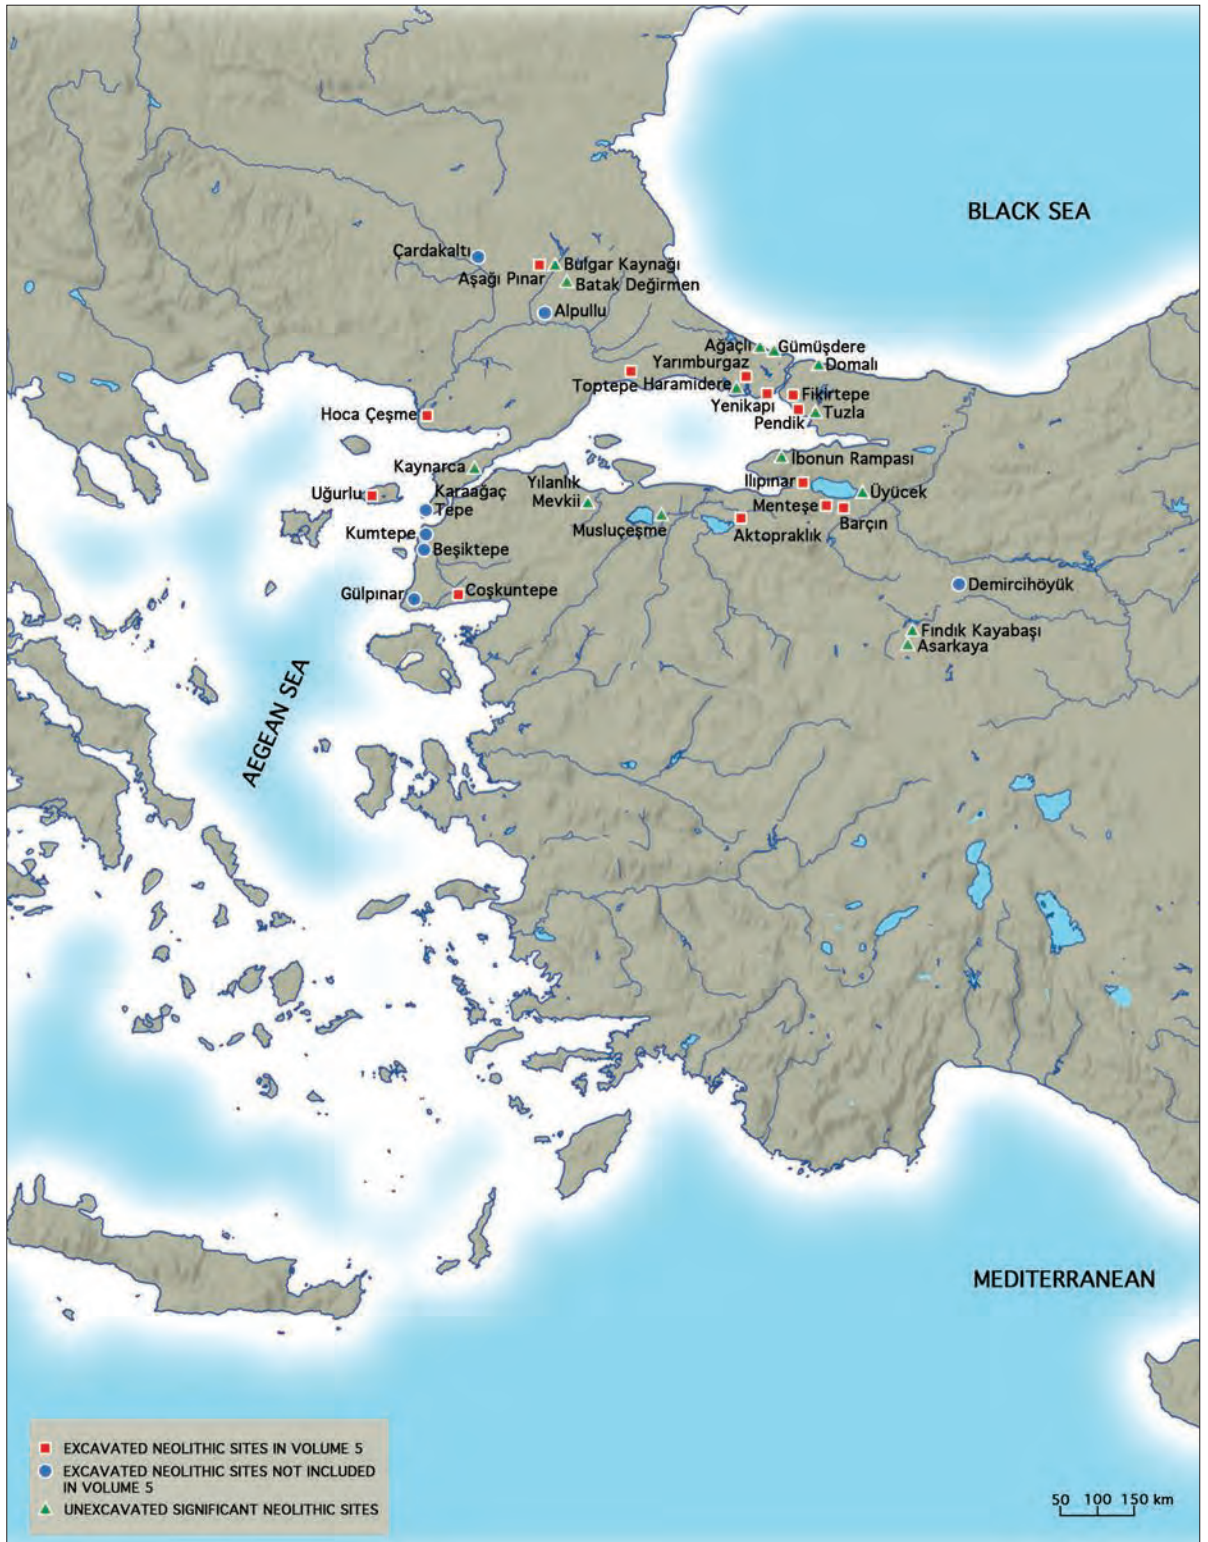 BLACK SEA
Çardakaltı
Aşağı Pınar
Bulgar Kaynağı
Batak Değirmen
Alpullu
Ağaçlı
Gümüşdere
Yarımburgaz
Domalı
Toptepe
Haramidere
Fikirtepe
Yenikapı
Pendik
Tuzla
Hoca Çeşme
Kaynarca
İbonun Rampası
Uğurlu
Karaağaç
Tepe
Yılanlık
Mevkii
Ilıpınar
Üyücek
Menteşe
Barçın
Musluçeşme
Aktopraklık
Kumtepe
Beşiktepe
Gülpınar
Coşkuntepe
Demircihöyük
Fındık Kayabaşı
Asarkaya
AEGEAN SEA
MEDITERRANEAN
EXCAVATED NEOLITHIC SITES IN VOLUME 5
EXCAVATED NEOLITHIC SITES NOT INCLUDED
IN VOLUME 5
UNEXCAVATED SIGNIFICANT NEOLITHIC SITES
50 100 150 km